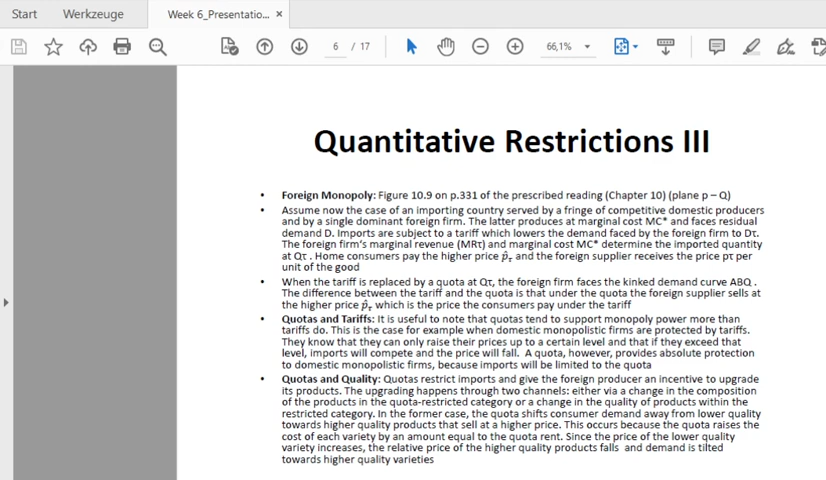 Start Werkzeuge Week 6_Presentatio... ×
6 / 17 66,1%
Quantitative Restrictions III
• Foreign Monopoly: Figure 10.9 on p.331 of the prescribed reading (Chapter 10) (plane p – Q)
• Assume now the case of an importing country served by a fringe of competitive domestic producers
and by a single dominant foreign firm. The latter produces at marginal cost MC* and faces residual
demand D. Imports are subject to a tariff which lowers the demand faced by the foreign firm to Dτ.
The foreign firm's marginal revenue (MRτ) and marginal cost MC* determine the imported quantity
at Qτ . Home consumers pay the higher price p̂τ and the foreign supplier receives the price pτ per
unit of the good
• When the tariff is replaced by a quota at Qτ, the foreign firm faces the kinked demand curve ABQ .
The difference between the tariff and the quota is that under the quota the foreign supplier sells at
the higher price p̂τ which is the price the consumers pay under the tariff
• Quotas and Tariffs: It is useful to note that quotas tend to support monopoly power more than
tariffs do. This is the case for example when domestic monopolistic firms are protected by tariffs.
They know that they can only raise their prices up to a certain level and that if they exceed that
level, imports will compete and the price will fall. A quota, however, provides absolute protection
to domestic monopolistic firms, because imports will be limited to the quota
• Quotas and Quality: Quotas restrict imports and give the foreign producer an incentive to upgrade
its products. The upgrading happens through two channels: either via a change in the composition
of the products in the quota-restricted category or a change in the quality of products within the
restricted category. In the former case, the quota shifts consumer demand away from lower quality
towards higher quality products that sell at a higher price. This occurs because the quota raises the
cost of each variety by an amount equal to the quota rent. Since the price of the lower quality
variety increases, the relative price of the higher quality products falls and demand is tilted
towards higher quality varieties